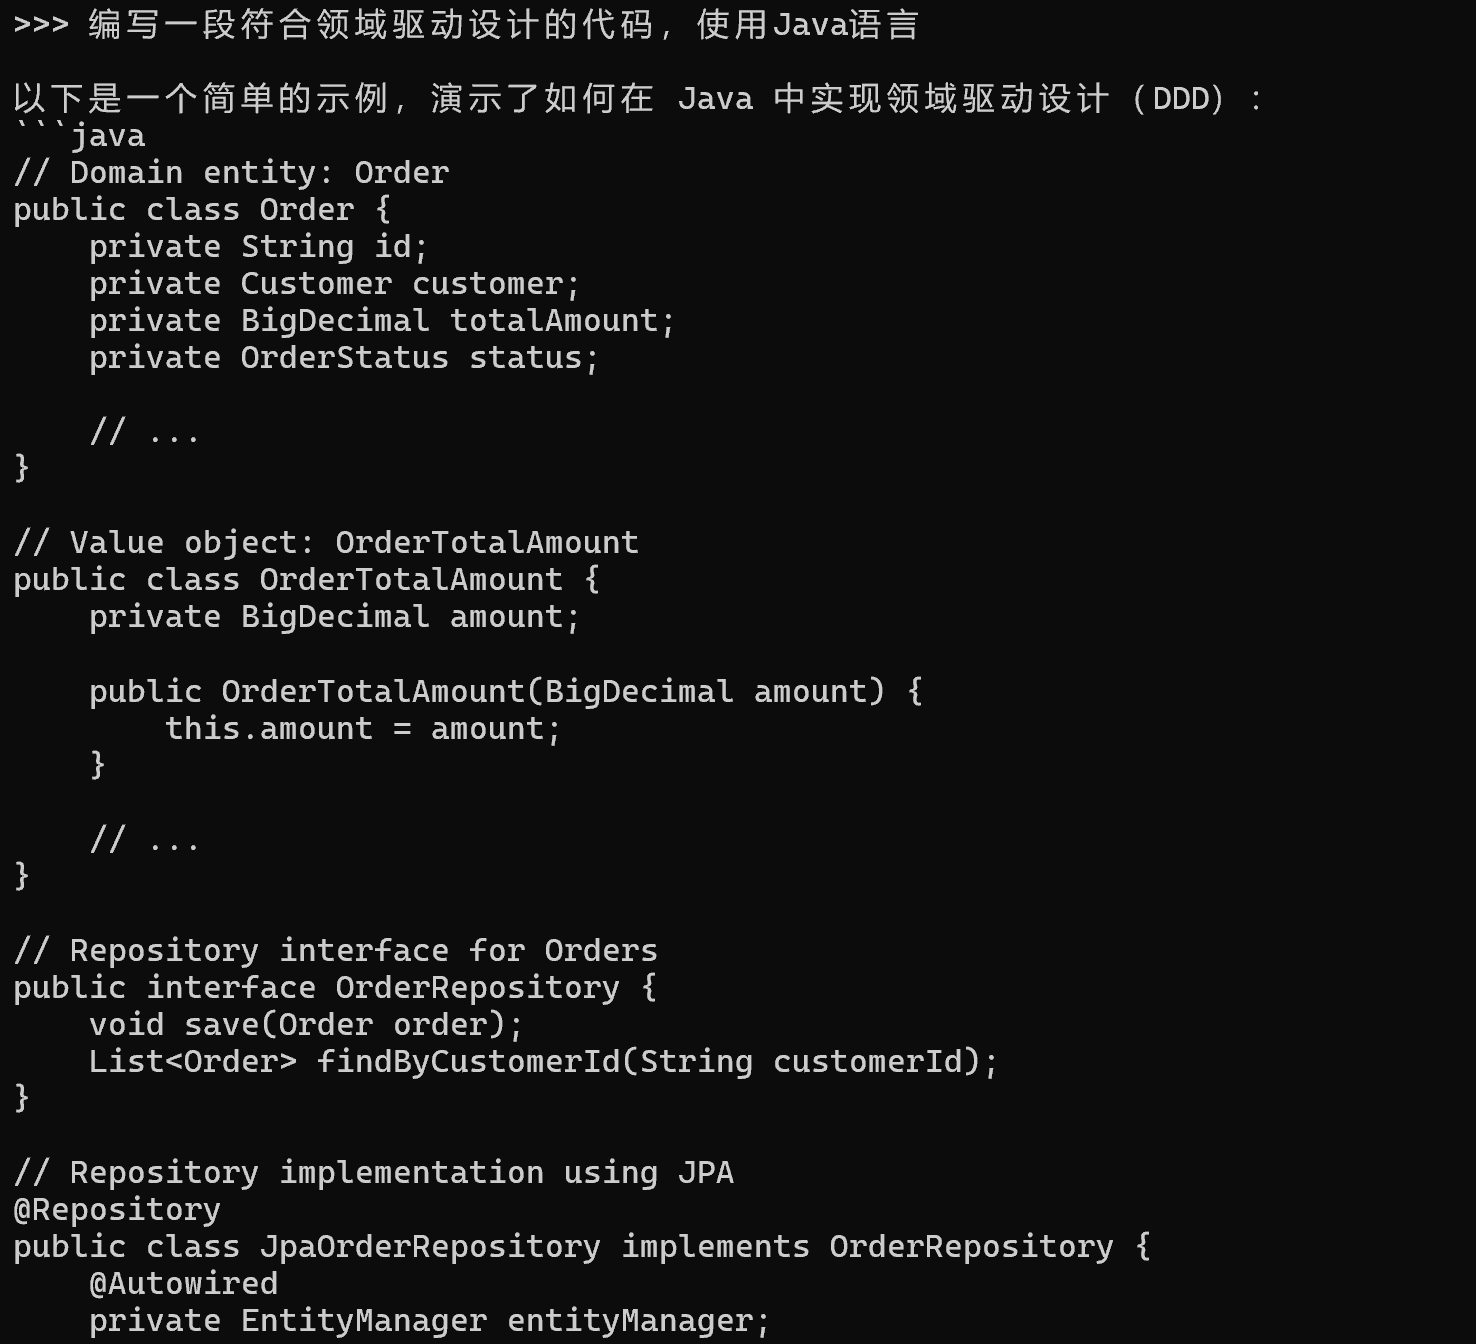 >>> 编写一段符合领域驱动设计的代码，使用Java语言
以下是一个简单的示例，演示了如何在 Java 中实现领域驱动设计（DDD）：
```java
// Domain entity: Order
public class Order {
    private String id;
    private Customer customer;
    private BigDecimal totalAmount;
    private OrderStatus status;
    // ...
}
// Value object: OrderTotalAmount
public class OrderTotalAmount {
    private BigDecimal amount;
    public OrderTotalAmount(BigDecimal amount) {
        this.amount = amount;
    }
    // ...
}
// Repository interface for Orders
public interface OrderRepository {
    void save(Order order);
    List<Order> findByCustomerId(String customerId);
}
// Repository implementation using JPA
@Repository
public class JpaOrderRepository implements OrderRepository {
    @Autowired
    private EntityManager entityManager;